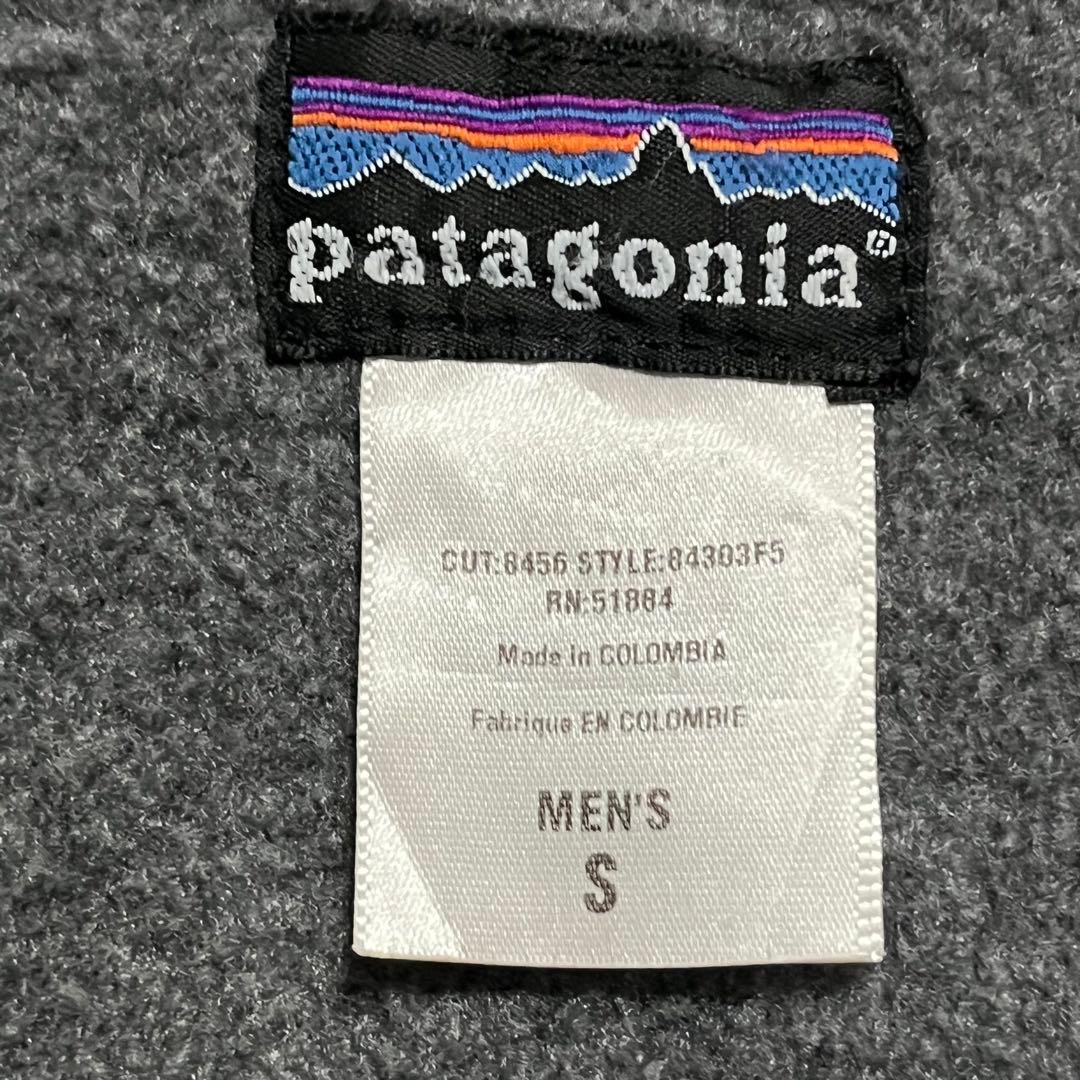 patagonia®
CUT:8456 STYLE:84303F5
RN:51884
Made in COLOMBIA
Fabrique EN COLOMBIE
MEN'S
S